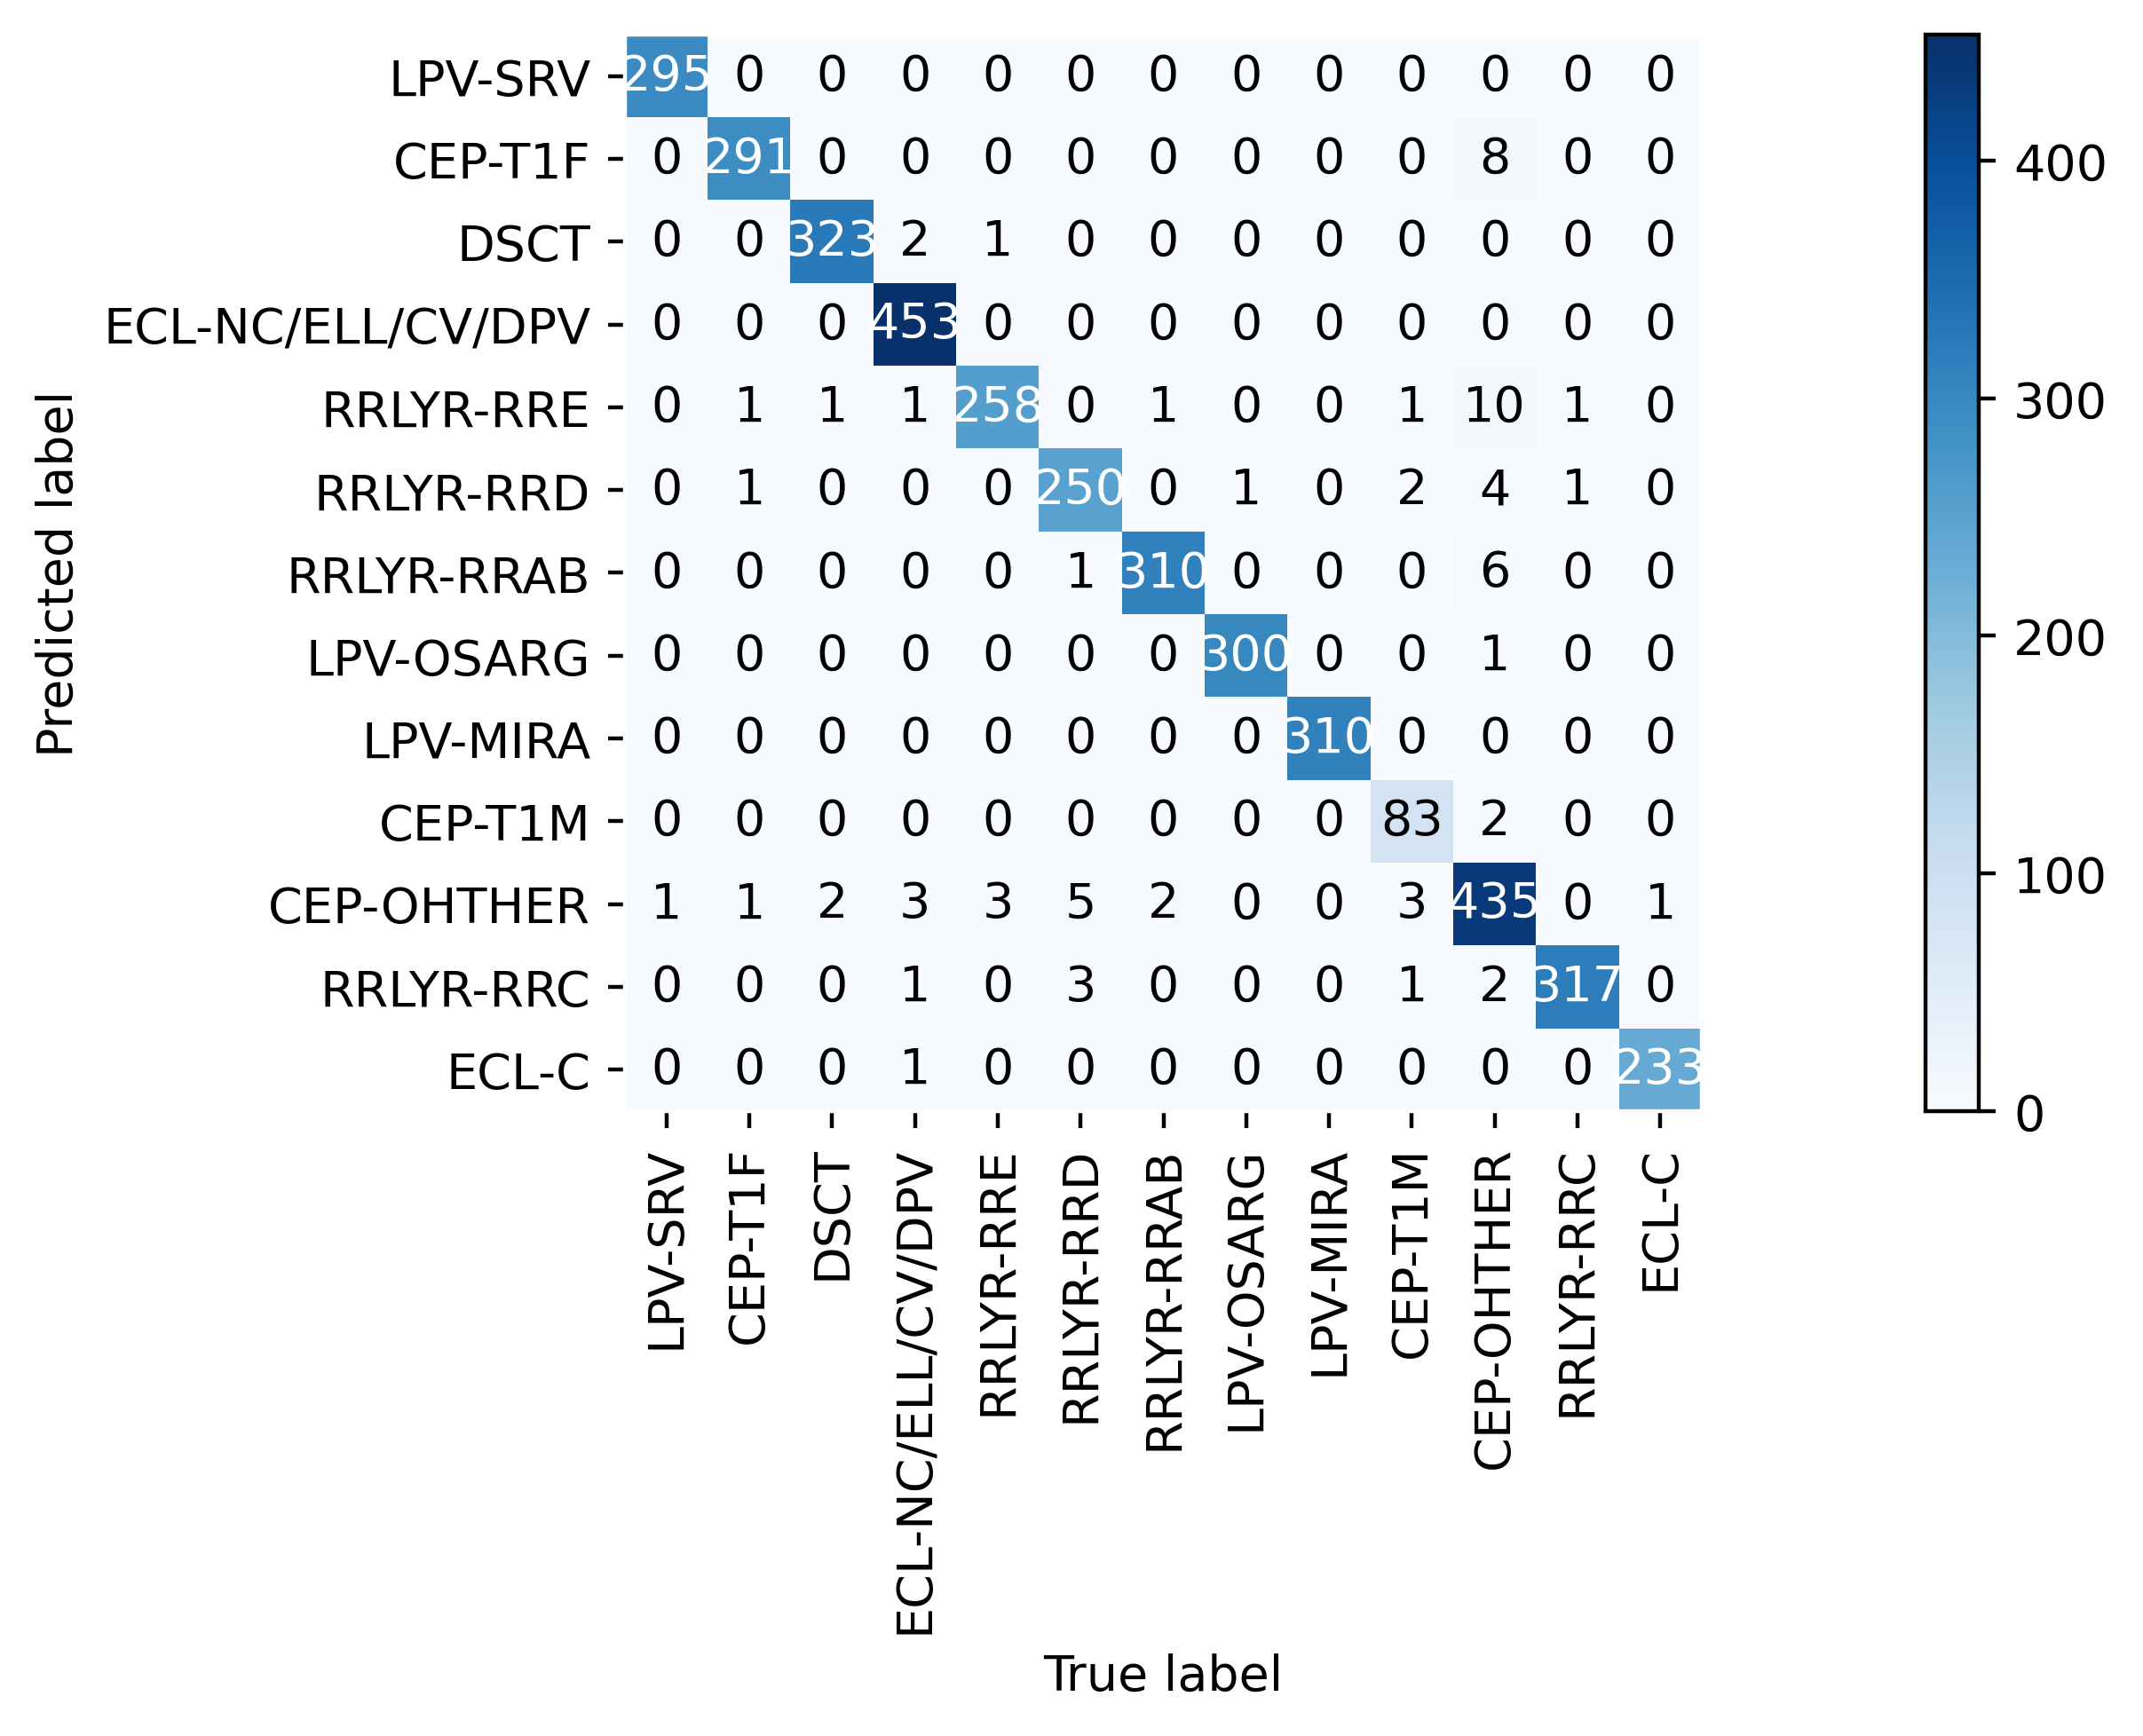 LPV-SRV 295 0 0 0 0 0 0 0 0 0 0 0 0
CEP-T1F 0 291 0 0 0 0 0 0 0 0 8 0 0
DSCT 0 0 323 2 1 0 0 0 0 0 0 0 0
ECL-NC/ELL/CV/DPV 0 0 0 453 0 0 0 0 0 0 0 0 0
RRLYR-RRE 0 1 1 1 258 0 1 0 0 1 10 1 0
RRLYR-RRD 0 1 0 0 0 250 0 1 0 2 4 1 0
RRLYR-RRAB 0 0 0 0 0 1 310 0 0 0 6 0 0
LPV-OSARG 0 0 0 0 0 0 0 300 0 0 1 0 0
LPV-MIRA 0 0 0 0 0 0 0 0 310 0 0 0 0
CEP-T1M 0 0 0 0 0 0 0 0 0 83 2 0 0
CEP-OHTHER 1 1 2 3 3 5 2 0 0 3 435 0 1
RRLYR-RRC 0 0 0 1 0 3 0 0 0 1 2 317 0
ECL-C 0 0 0 1 0 0 0 0 0 0 0 0 233
Predicted label
LPV-SRV
CEP-T1F
DSCT
ECL-NC/ELL/CV/DPV
RRLYR-RRE
RRLYR-RRD
RRLYR-RRAB
LPV-OSARG
LPV-MIRA
CEP-T1M
CEP-OHTHER
RRLYR-RRC
ECL-C
True label
400
300
200
100
0